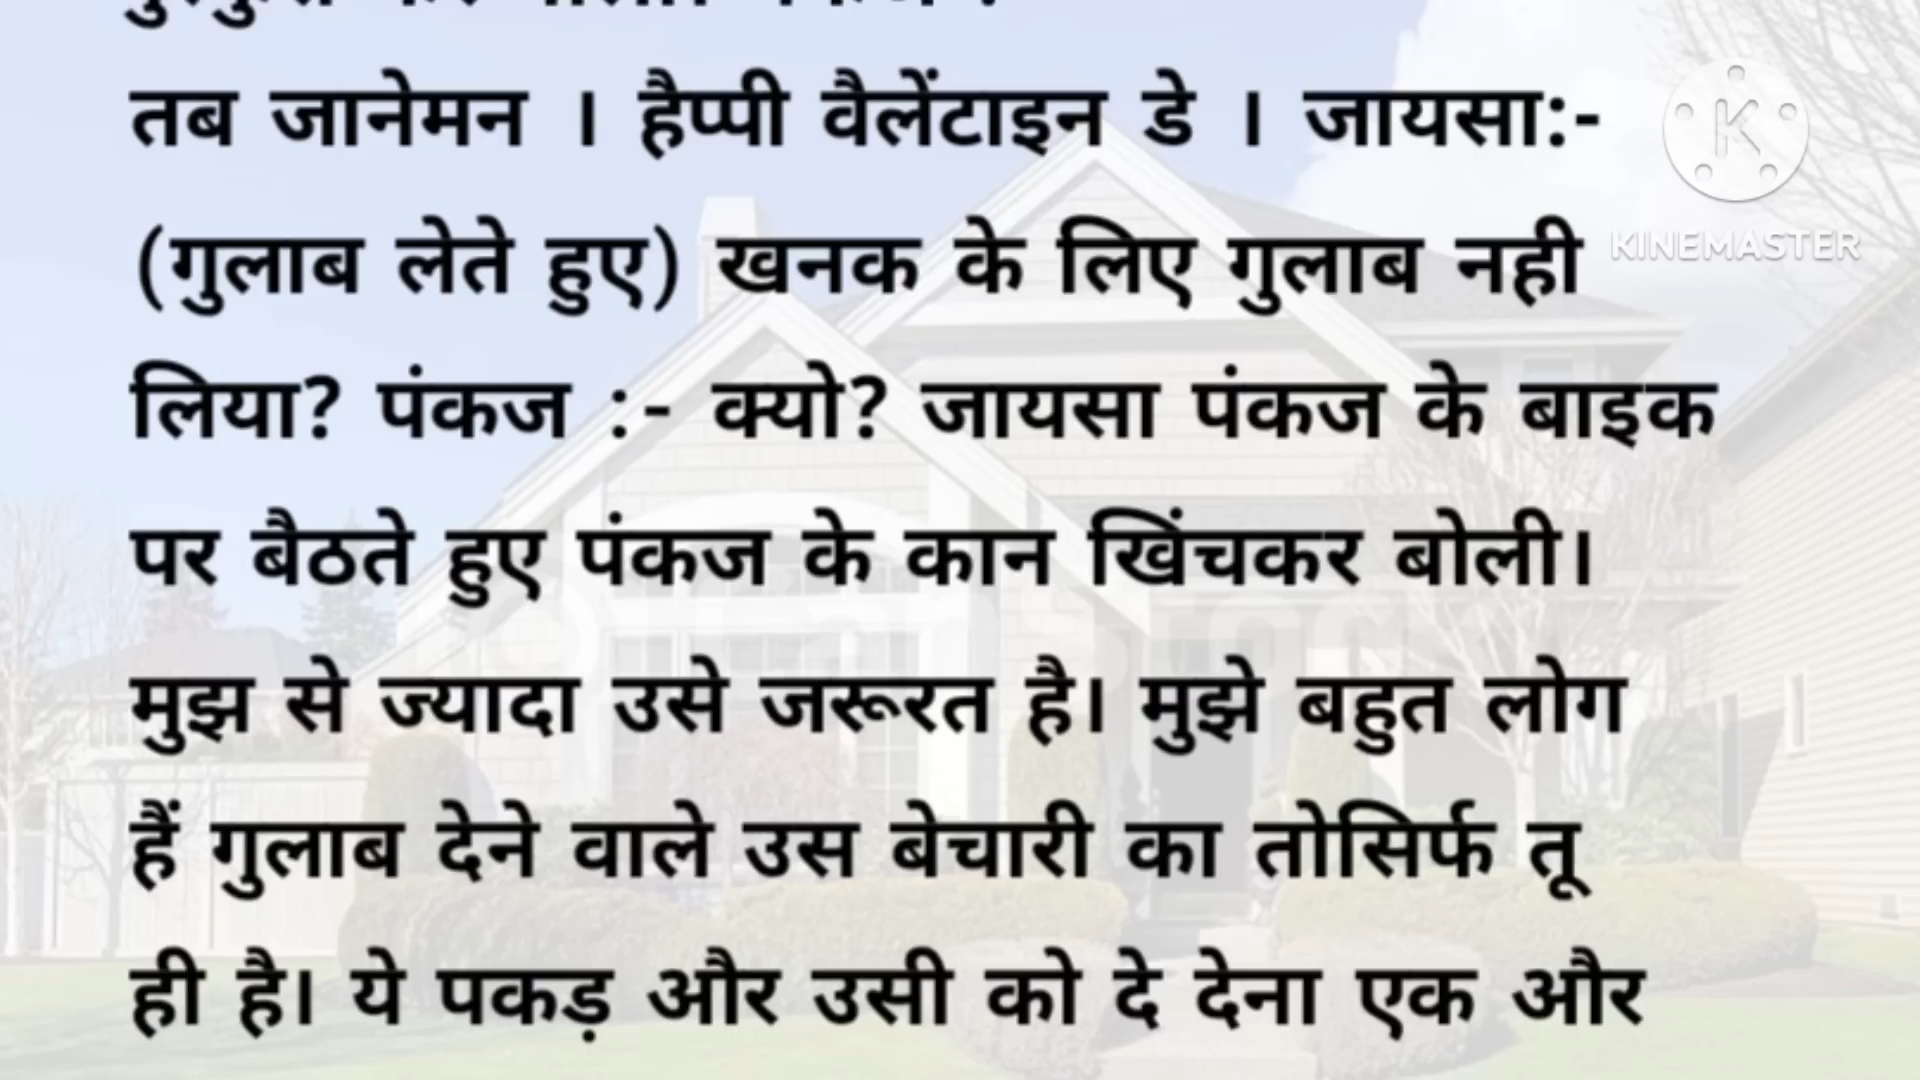 तब जानेमन । हैप्पी वैलेंटाइन डे । जायसा:-
(गुलाब लेते हुए) खनक के लिए गुलाब नही
लिया? पंकज :- क्यो? जायसा पंकज के बाइक
पर बैठते हुए पंकज के कान खिंचकर बोली।
मुझ से ज्यादा उसे जरूरत है। मुझे बहुत लोग
हैं गुलाब देने वाले उस बेचारी का तोसिर्फ तू
ही है। ये पकड़ और उसी को दे देना एक और
KINEMASTER